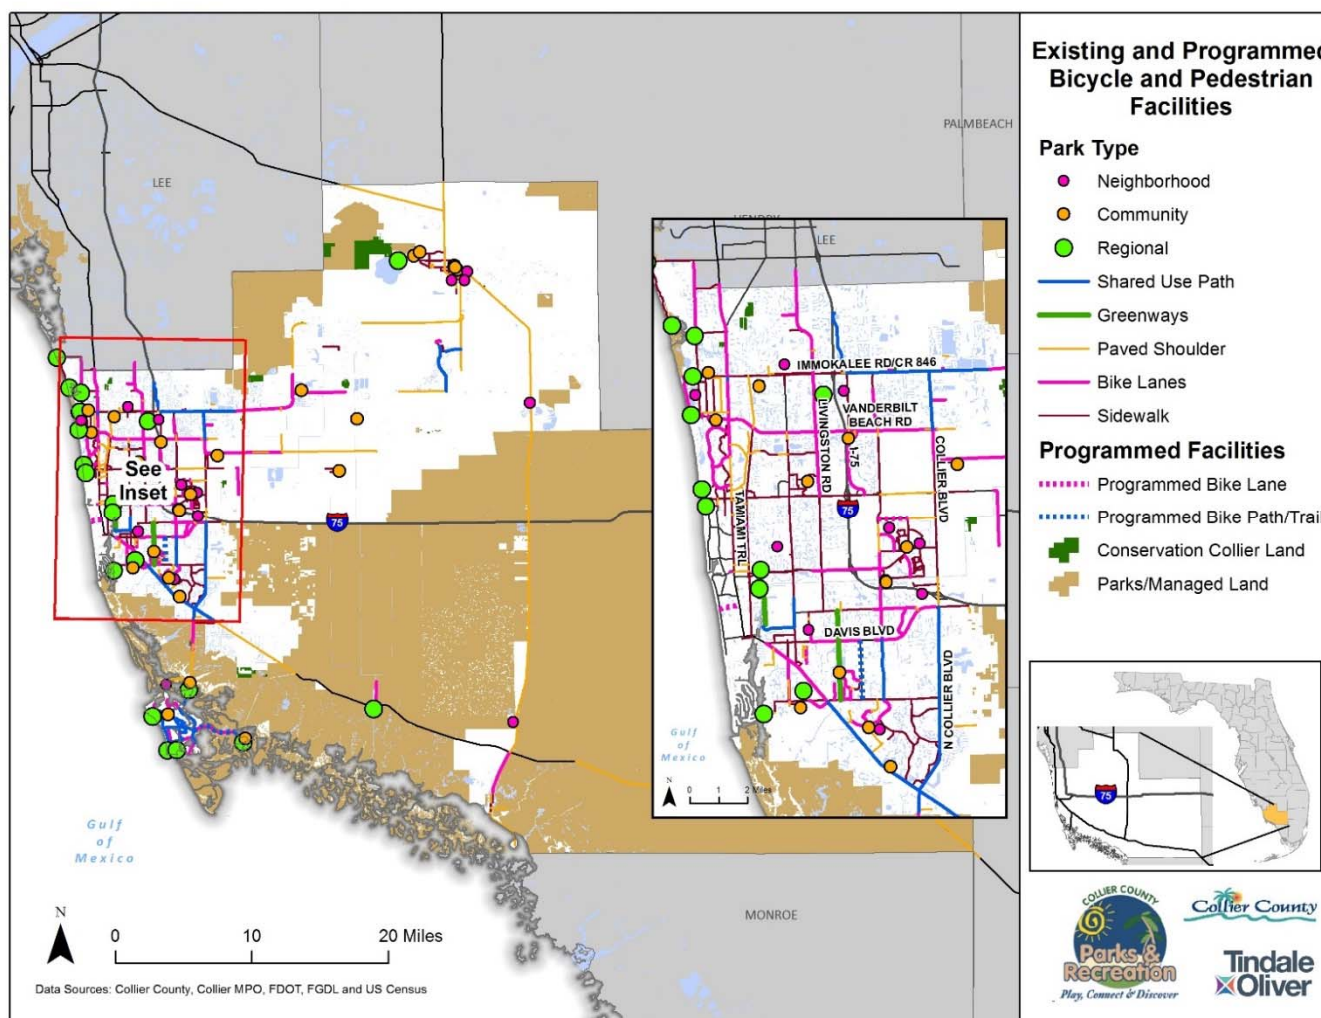 PALMBEACH
LEE
HENDRY
LEE
IMMOKALEE RD/CR 846
VANDERBILT
BEACH RD
LIVINGSTON RD
I-75
COLLIER BLVD
TAMIAMI TRL
75
DAVIS BLVD
N COLLIER BLVD
Gulf
of
Mexico
N
0 1 2 Miles
See
Inset
75
Gulf
of
Mexico
MONROE
N
0 10 20 Miles
Data Sources: Collier County, Collier MPO, FDOT, FGDL and US Census
Existing and Programmed
Bicycle and Pedestrian
Facilities
Park Type
Neighborhood
Community
Regional
Shared Use Path
Greenways
Paved Shoulder
Bike Lanes
Sidewalk
Programmed Facilities
Programmed Bike Lane
Programmed Bike Path/Trail
Conservation Collier Land
Parks/Managed Land
75
COLLIER COUNTY
Parks &
Recreation
Play, Connect & Discover
Collier County
Tindale
Oliver